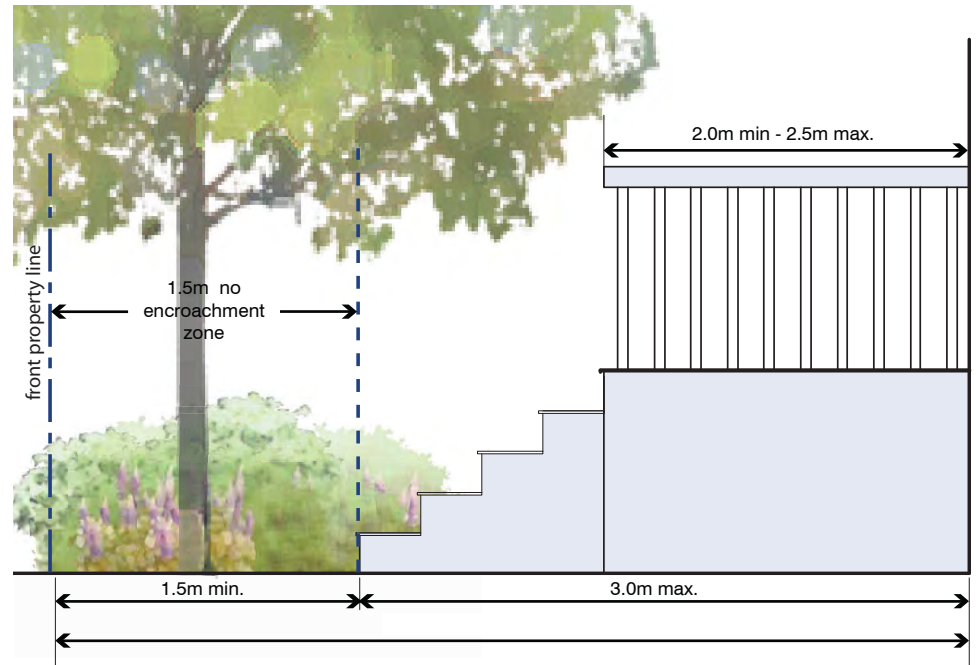 2.0m min - 2.5m max.
front property line
1.5m  no
encroachment
zone
1.5m min.
3.0m max.